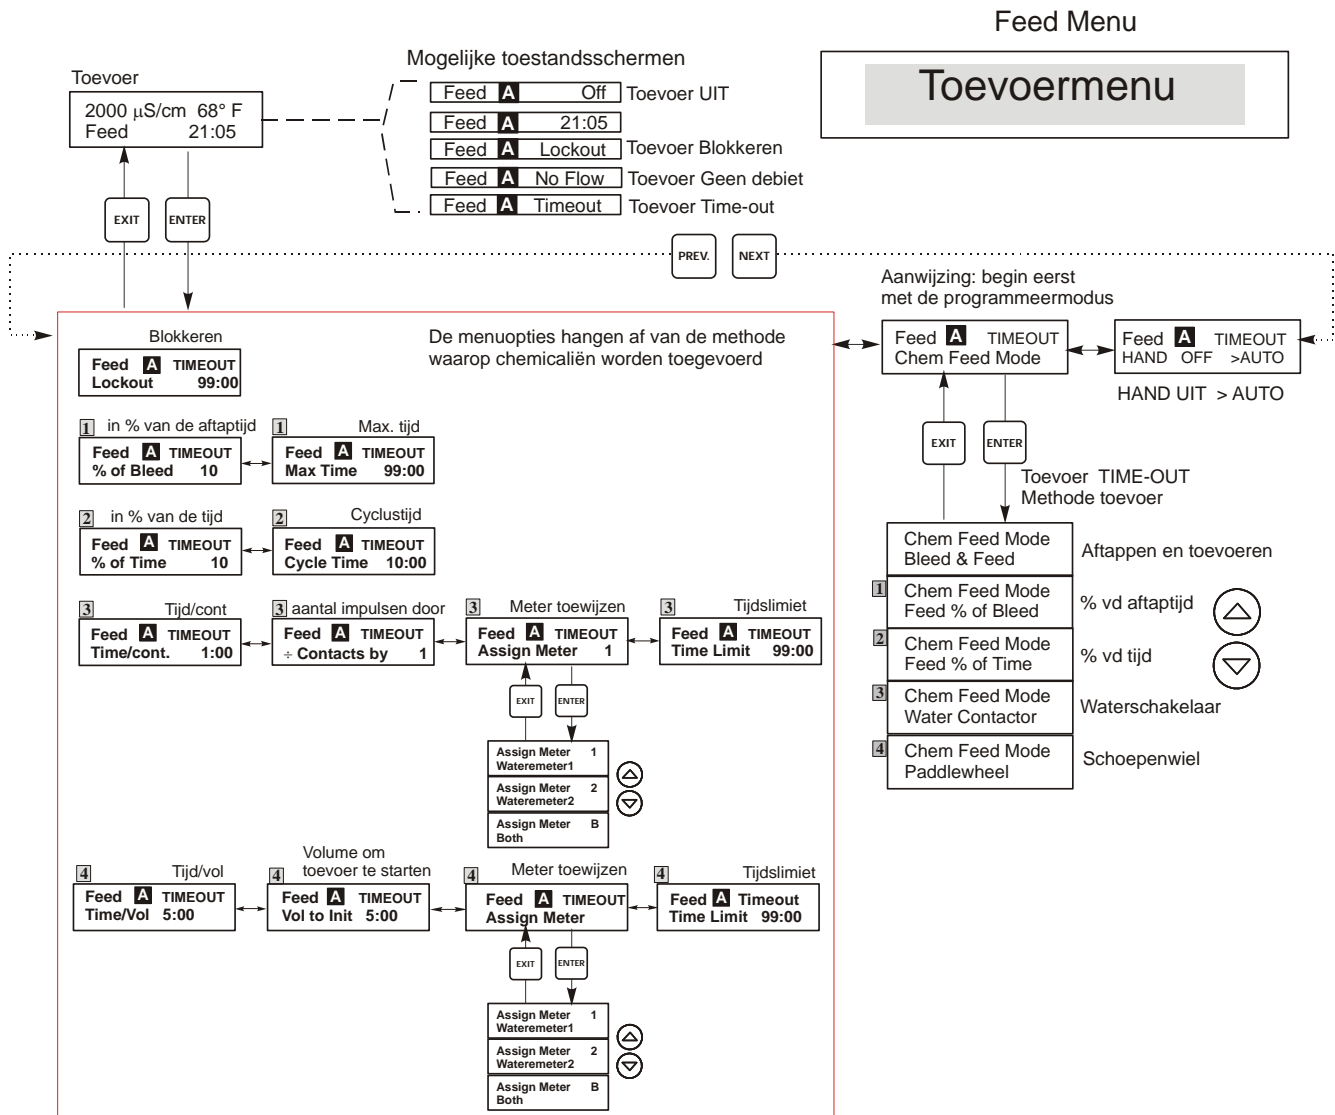 Feed Menu
Toevoermenu
Toevoer
2000 µS/cm 68° F
Feed 21:05
Mogelijke toestandsschermen
Feed A Off Toevoer UIT
Feed A 21:05
Feed A Lockout Toevoer Blokkeren
Feed A No Flow Toevoer Geen debiet
Feed A Timeout Toevoer Time-out
EXIT ENTER
PREV. NEXT
Aanwijzing: begin eerst
met de programmeermodus
Feed A TIMEOUT
Chem Feed Mode
Feed A TIMEOUT
HAND OFF >AUTO
HAND UIT > AUTO
EXIT ENTER
Toevoer TIME-OUT
Methode toevoer
Chem Feed Mode
Bleed & Feed
Aftappen en toevoeren
1 Chem Feed Mode
Feed % of Bleed
% vd aftaptijd
2 Chem Feed Mode
Feed % of Time
% vd tijd
3 Chem Feed Mode
Water Contactor
Waterschakelaar
4 Chem Feed Mode
Paddlewheel
Schoepenwiel
De menuopties hangen af van de methode
waarop chemicaliën worden toegevoerd
Blokkeren
Feed A TIMEOUT
Lockout 99:00
1 in % van de aftaptijd
Feed A TIMEOUT
% of Bleed 10
1 Max. tijd
Feed A TIMEOUT
Max Time 99:00
2 in % van de tijd
Feed A TIMEOUT
% of Time 10
2 Cyclustijd
Feed A TIMEOUT
Cycle Time 10:00
3 Tijd/cont
Feed A TIMEOUT
Time/cont. 1:00
3 aantal impulsen door
Feed A TIMEOUT
÷ Contacts by 1
3 Meter toewijzen
Feed A TIMEOUT
Assign Meter 1
3 Tijdslimiet
Feed A TIMEOUT
Time Limit 99:00
EXIT ENTER
Assign Meter 1
Wateremeter1
Assign Meter 2
Wateremeter2
Assign Meter B
Both
4 Tijd/vol
Feed A TIMEOUT
Time/Vol 5:00
Volume om
4 toevoer te starten
Feed A TIMEOUT
Vol to Init 5:00
4 Meter toewijzen
Feed A TIMEOUT
Assign Meter
4 Tijdslimiet
Feed A Timeout
Time Limit 99:00
EXIT ENTER
Assign Meter 1
Wateremeter1
Assign Meter 2
Wateremeter2
Assign Meter B
Both